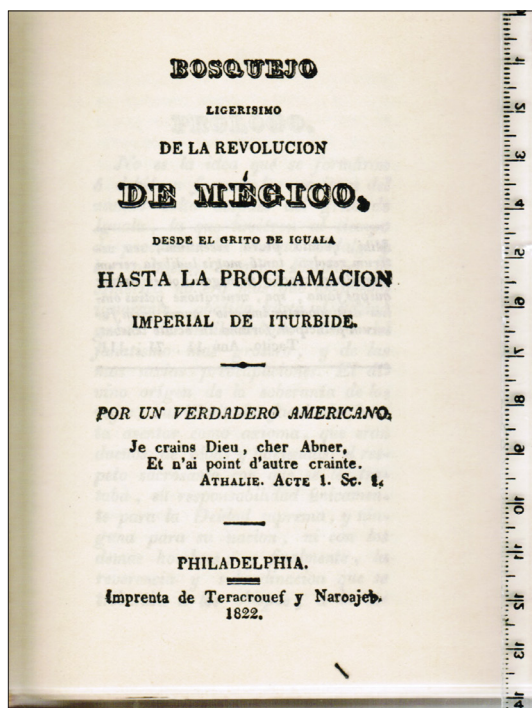 BOSQUEJO
LIGERISIMO
DE LA REVOLUCION
DE MÉGICO,
DESDE EL GRITO DE IGUALA
HASTA LA PROCLAMACION
IMPERIAL DE ITURBIDE.
POR UN VERDADERO AMERICANO.
Je crains Dieu, cher Abner,
Et n'ai point d'autre crainte.
ATHALIE. ACTE 1. Sc. 1.
PHILADELPHIA.
Imprenta de Teracrouef y Naroajeb.
1822.